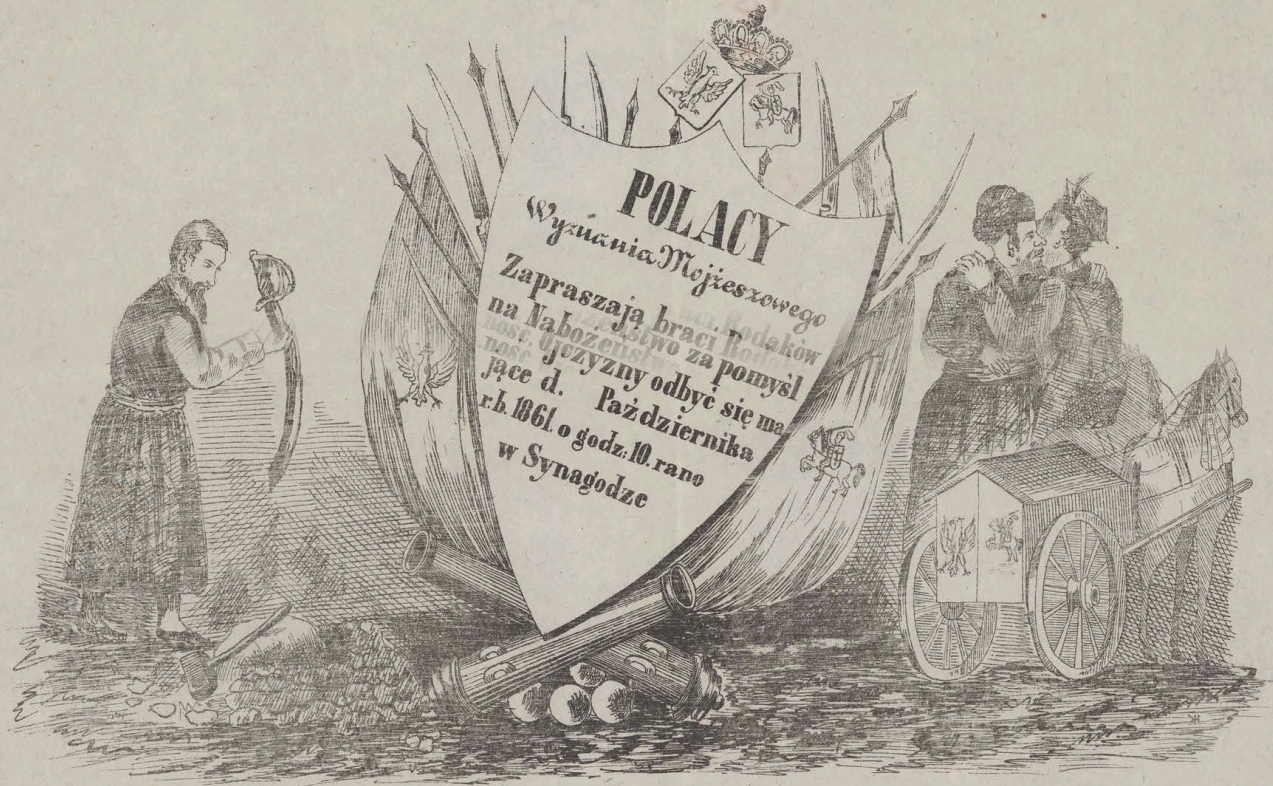 POLACY
Wyznania Mojżeszowego
Zapraszają braci Rodaków
na Nabożeństwo za pomyśl
ność Ojczyzny odbyć się ma
jące d. Października
r.b. 1861. o godz: 10. rano
w Synagodze